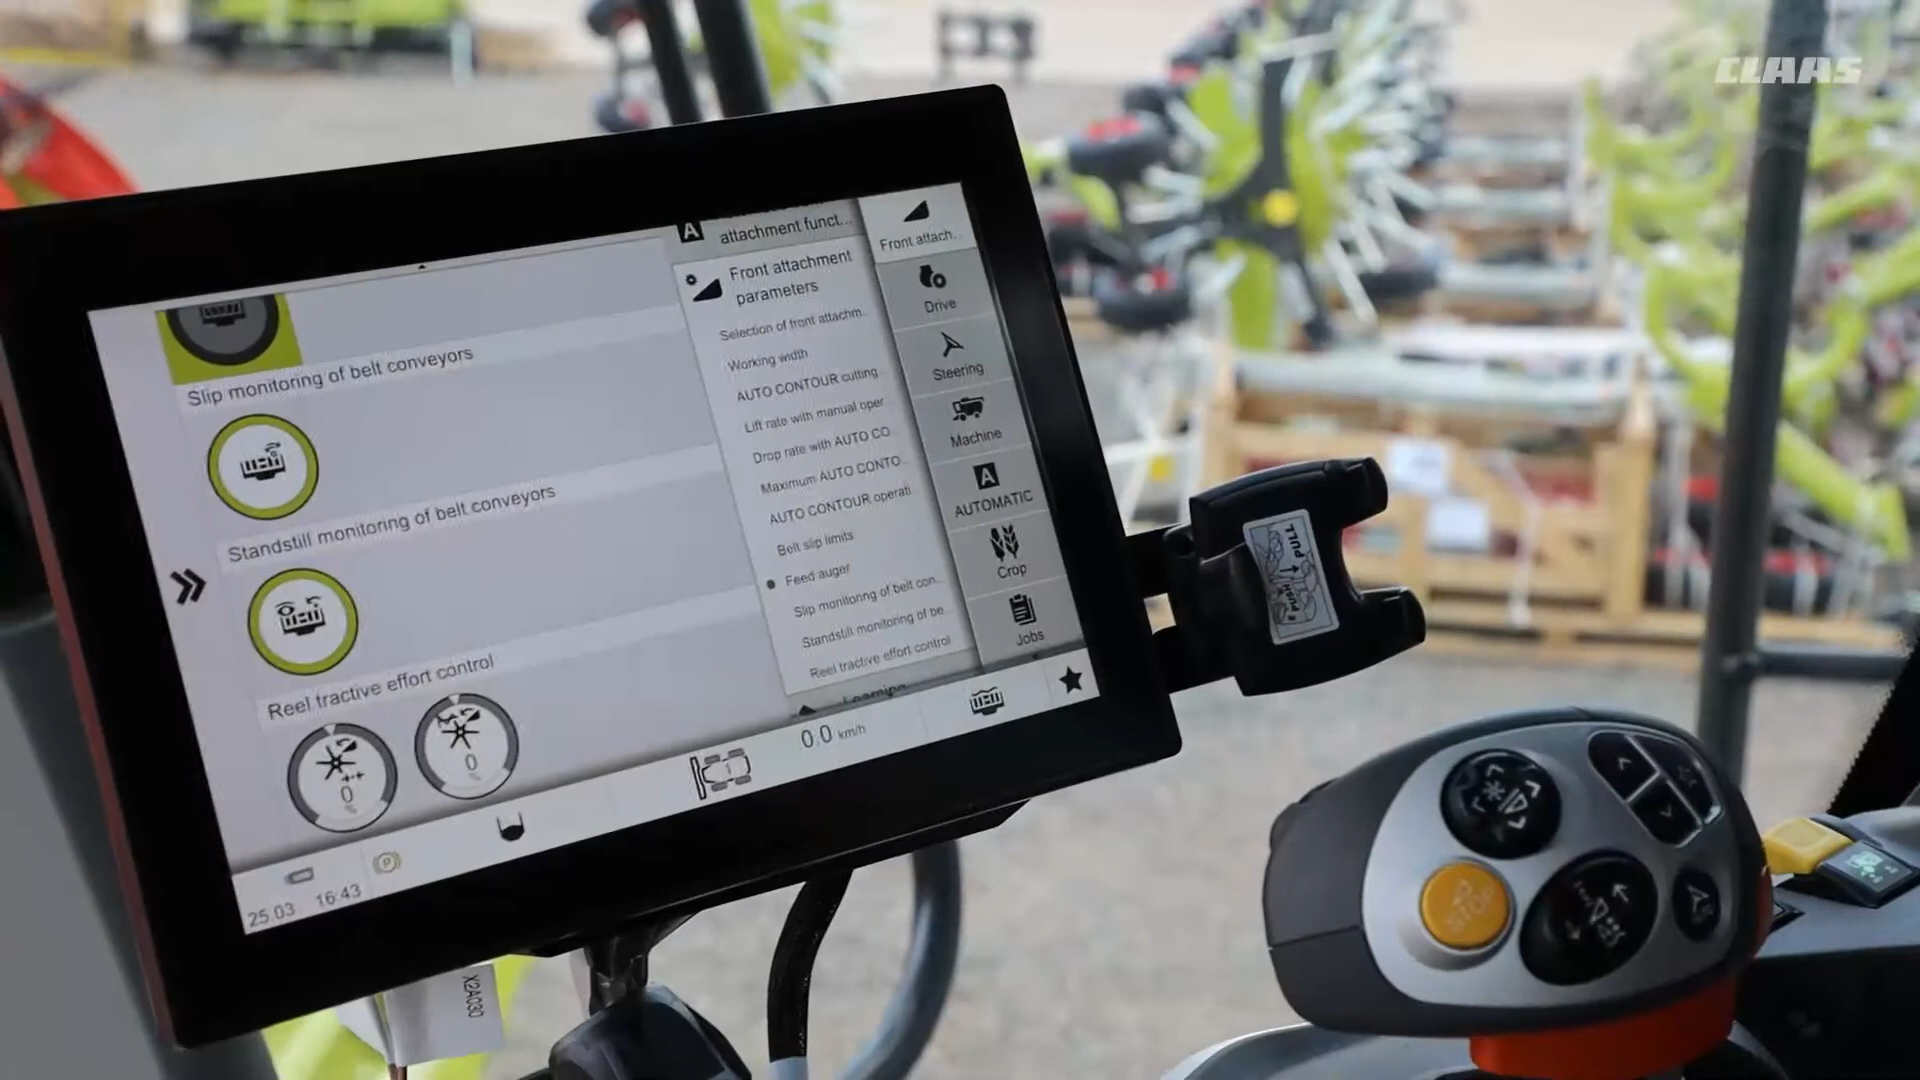 CLAAS
Slip monitoring of belt conveyors
Standstill monitoring of belt conveyors
Reel tractive effort control
0
%
0
%
25.03
16:43
P
1
0.0 km/h
A
attachment funct...
Front attachment
parameters
Selection of front attachm.
Working width
AUTO CONTOUR cutting
Lift rate with manual oper
Drop rate with AUTO CO
Maximum AUTO CONTO..
AUTO CONTOUR operati
Belt slip limits
Feed auger
Slip monitoring of belt con...
Standstill monitoring of be...
Reel tractive effort control
Learning
Front attach...
Drive
Steering
Machine
A
AUTOMATIC
Crop
Jobs
PULL
PUSH
STOP
X2A030